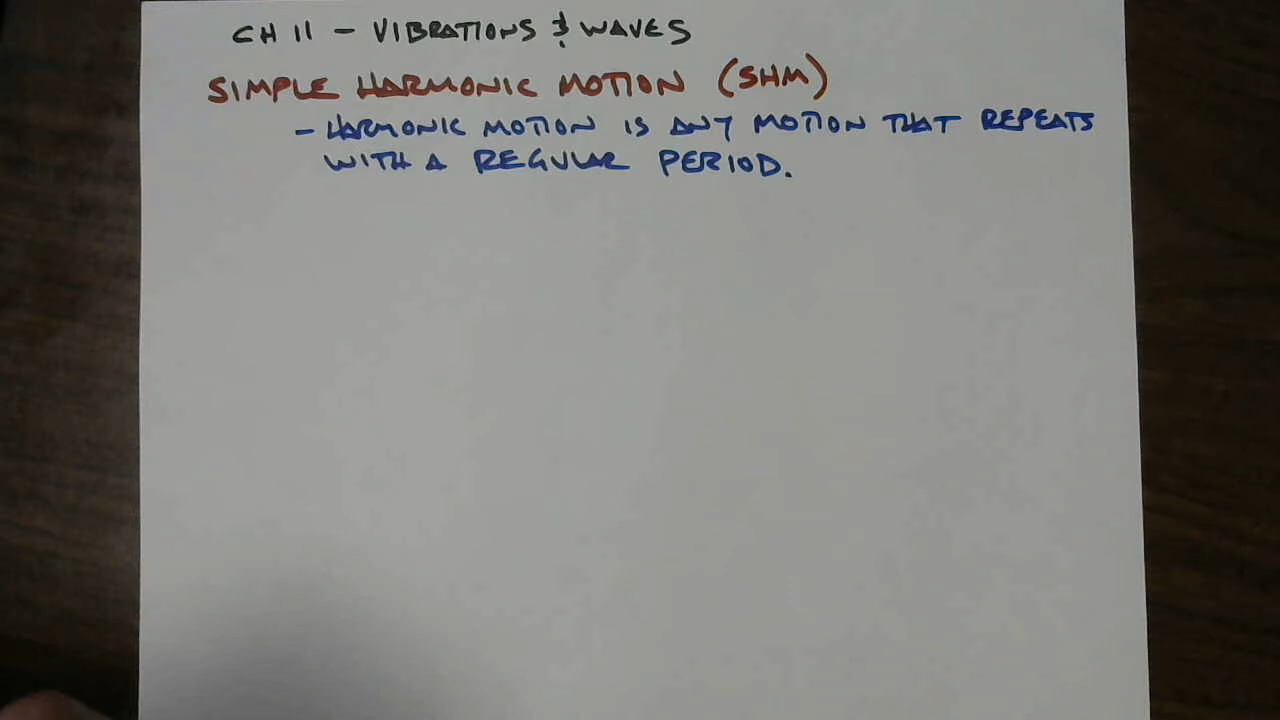 CH 11 - VIBRATIONS & WAVES
SIMPLE HARMONIC MOTION (SHM)
- HARMONIC MOTION IS ANY MOTION THAT REPEATS
WITH A REGULAR PERIOD.